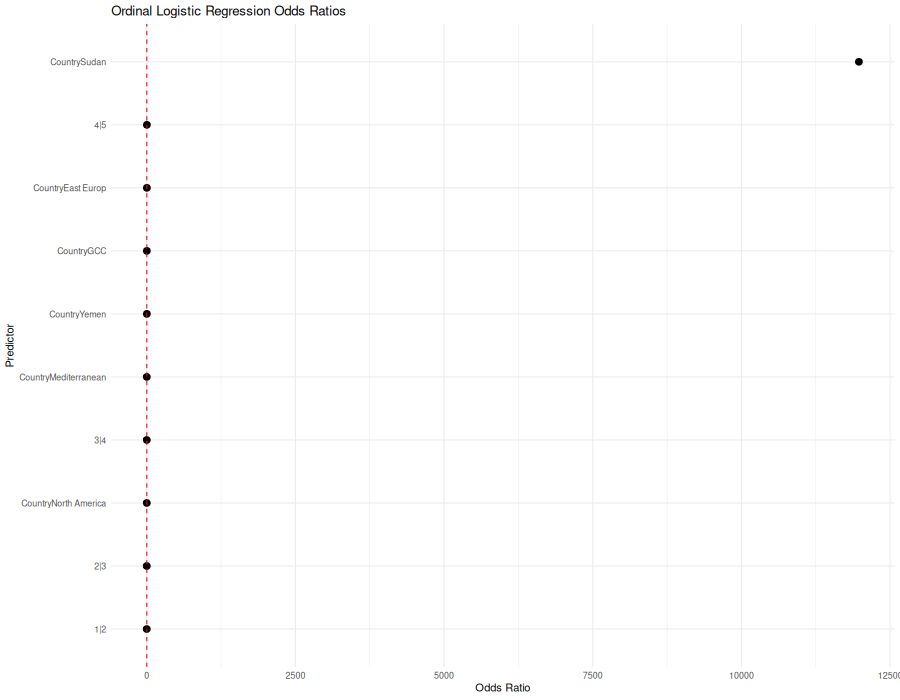 Ordinal Logistic Regression Odds Ratios
CountrySudan
4|5
CountryEast Europ
CountryGCC
CountryYemen
CountryMediterranean
3|4
CountryNorth America
2|3
1|2
Predictor
0 2500 5000 7500 10000 12500
Odds Ratio